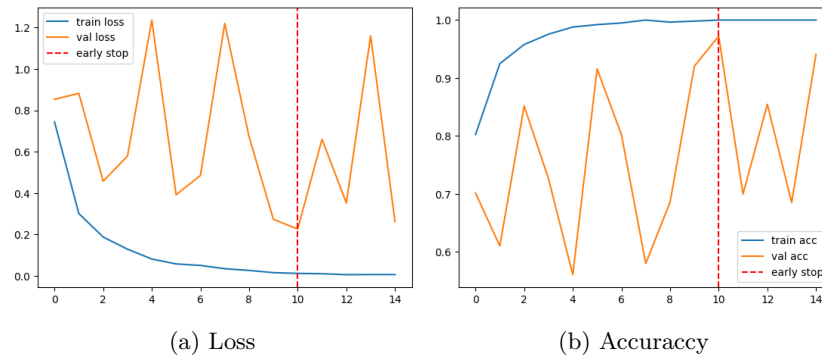 train loss
val loss
early stop
1.2
1.0
0.8
0.6
0.4
0.2
0.0
0 2 4 6 8 10 12 14
(a) Loss
1.0
0.9
0.8
0.7
0.6
train acc
val acc
early stop
0 2 4 6 8 10 12 14
(b) Accuraccy